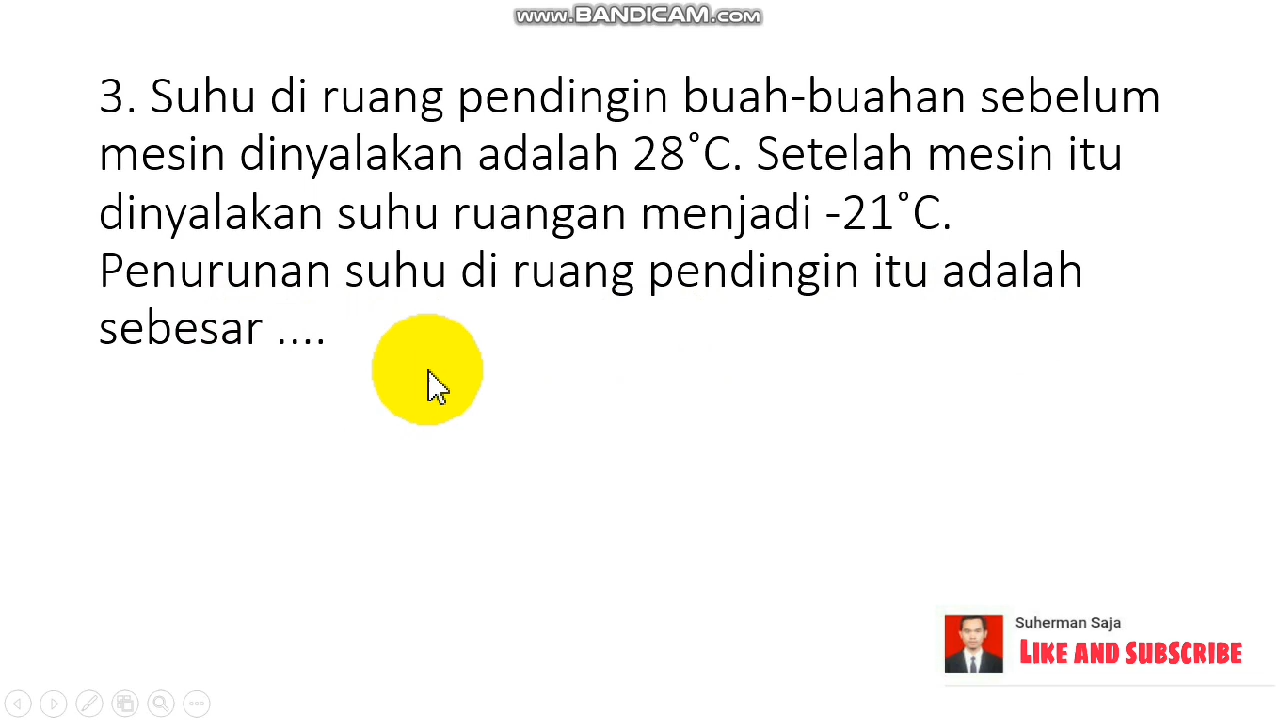 www.BANDICAM.com
3. Suhu di ruang pendingin buah-buahan sebelum
mesin dinyalakan adalah 28˚C. Setelah mesin itu
dinyalakan suhu ruangan menjadi -21˚C.
Penurunan suhu di ruang pendingin itu adalah
sebesar ....
Suherman Saja
LIKE AND SUBSCRIBE